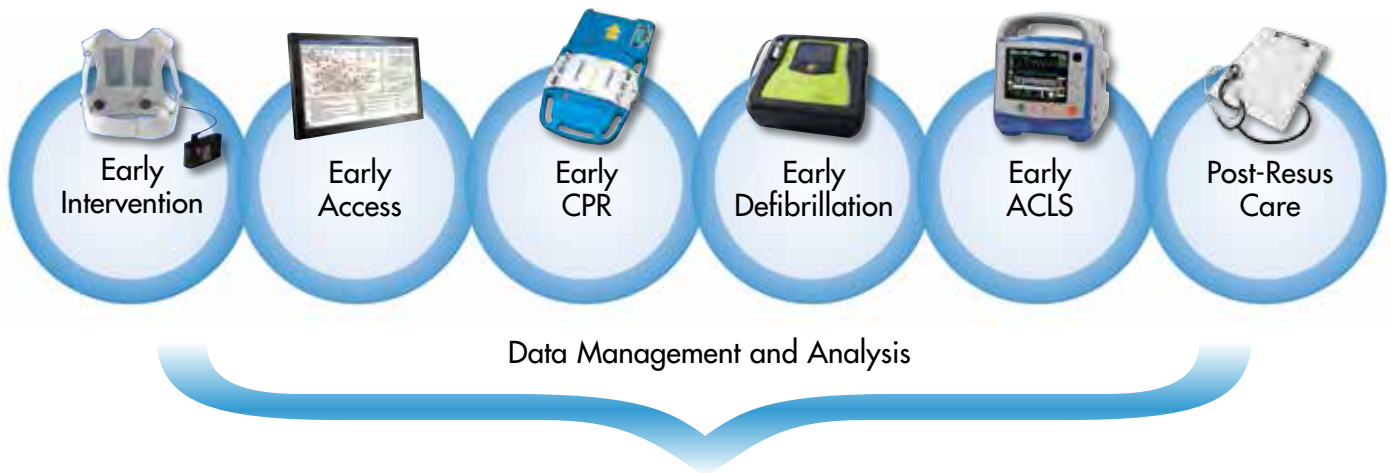 Early
Intervention
Early
Access
Early
CPR
Early
Defibrillation
Early
ACLS
Post-Resus
Care
Data Management and Analysis